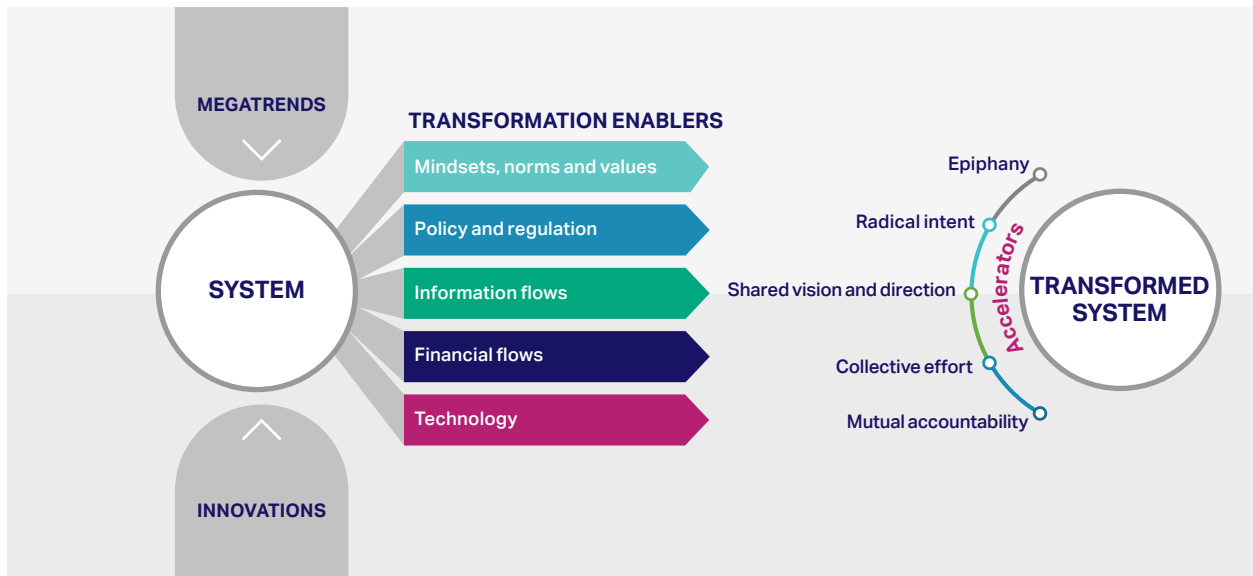 MEGATRENDS
SYSTEM
INNOVATIONS
TRANSFORMATION ENABLERS
Mindsets, norms and values
Policy and regulation
Information flows
Financial flows
Technology
Epiphany
Radical intent
Shared vision and direction
Collective effort
Mutual accountability
Accelerators
TRANSFORMED
SYSTEM